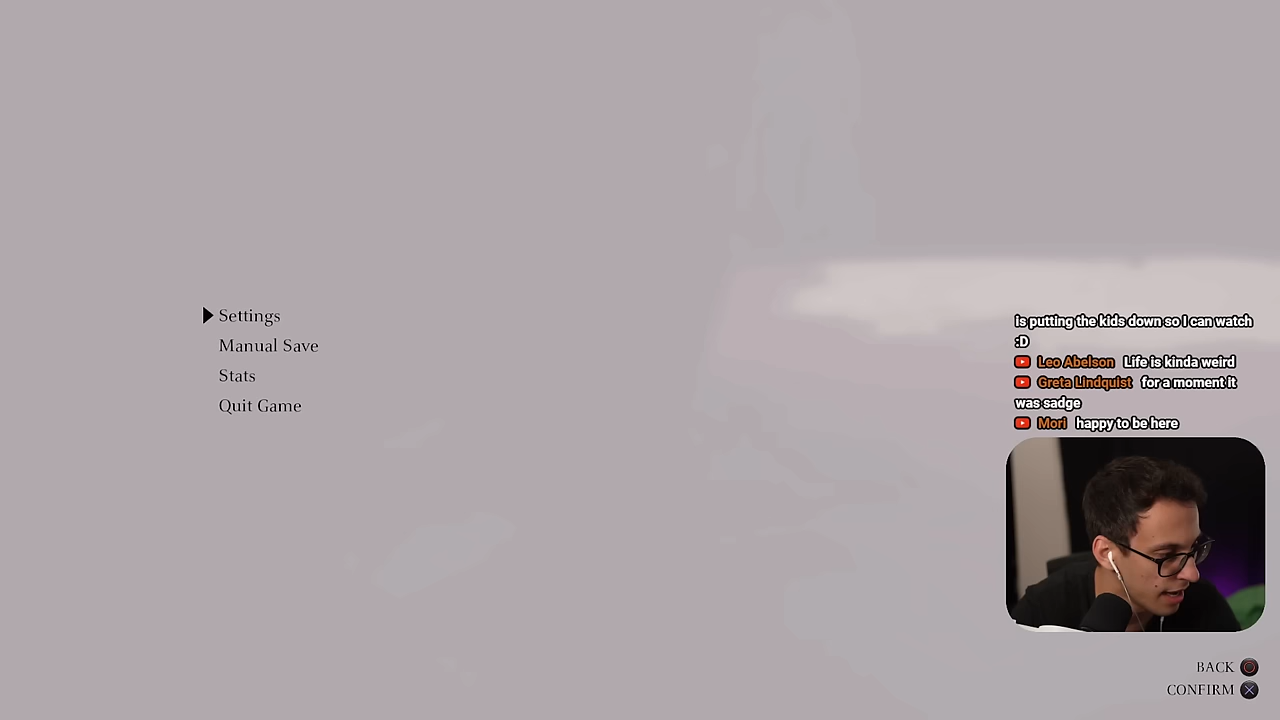 Settings
Manual Save
Stats
Quit Game
is putting the kids down so I can watch
:D
Leo Abelson Life is kinda weird
Greta Lindquist for a moment it
was sadge
Mori happy to be here
BACK
CONFIRM